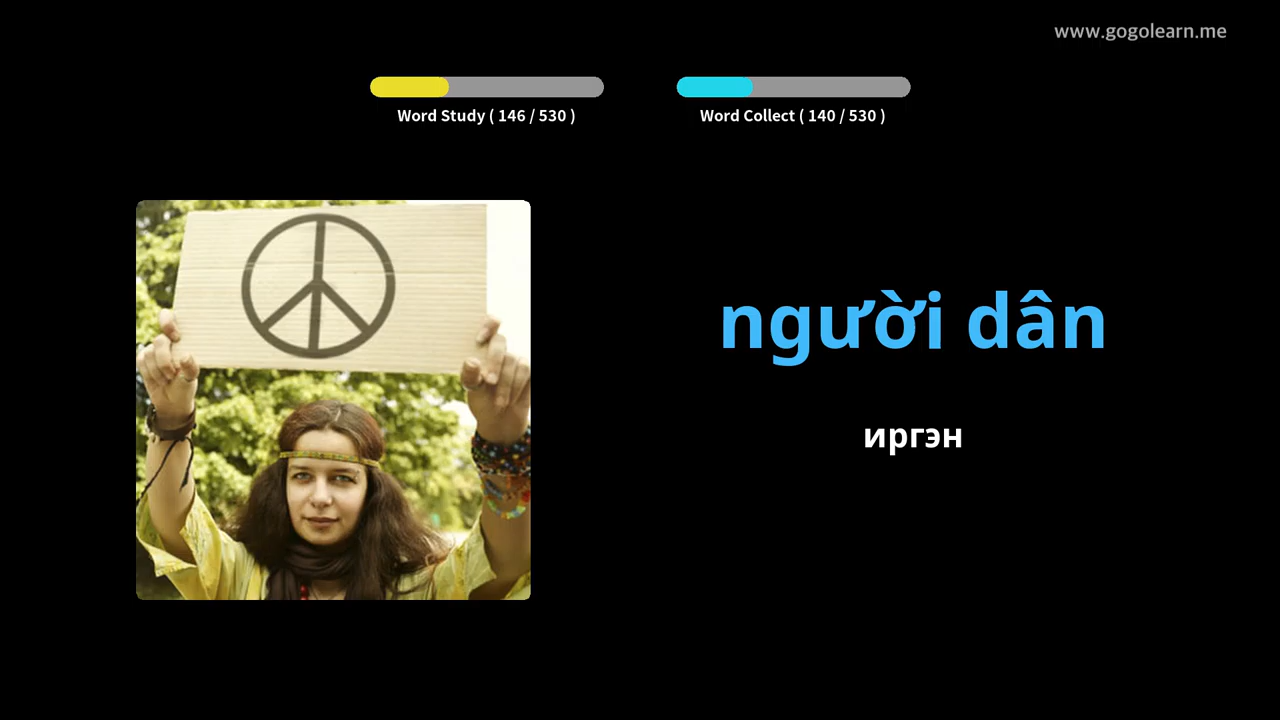 www.gogolearn.me
Word Study ( 146 / 530 )
Word Collect ( 140 / 530 )
người dân
иргэн